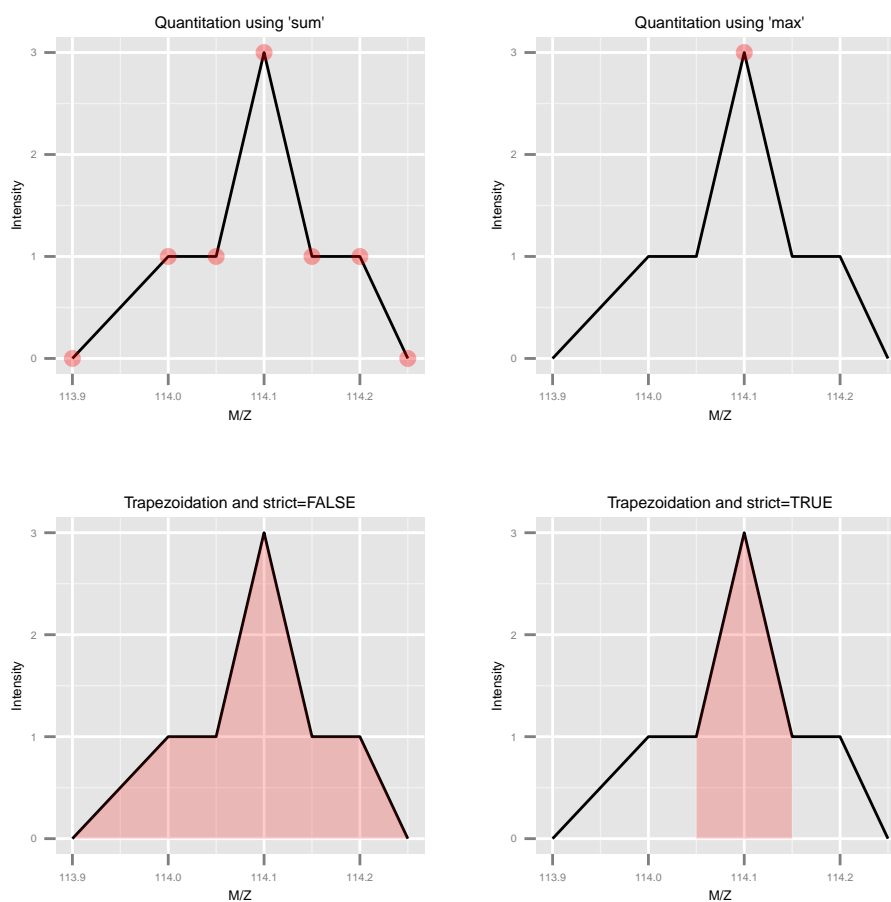 Quantitation using 'sum'
3
2
1
0
Intensity
113.9 114.0 114.1 114.2
M/Z
Quantitation using 'max'
3
2
1
0
Intensity
113.9 114.0 114.1 114.2
M/Z
Trapezoidation and strict=FALSE
3
2
1
0
Intensity
113.9 114.0 114.1 114.2
M/Z
Trapezoidation and strict=TRUE
3
2
1
0
Intensity
113.9 114.0 114.1 114.2
M/Z